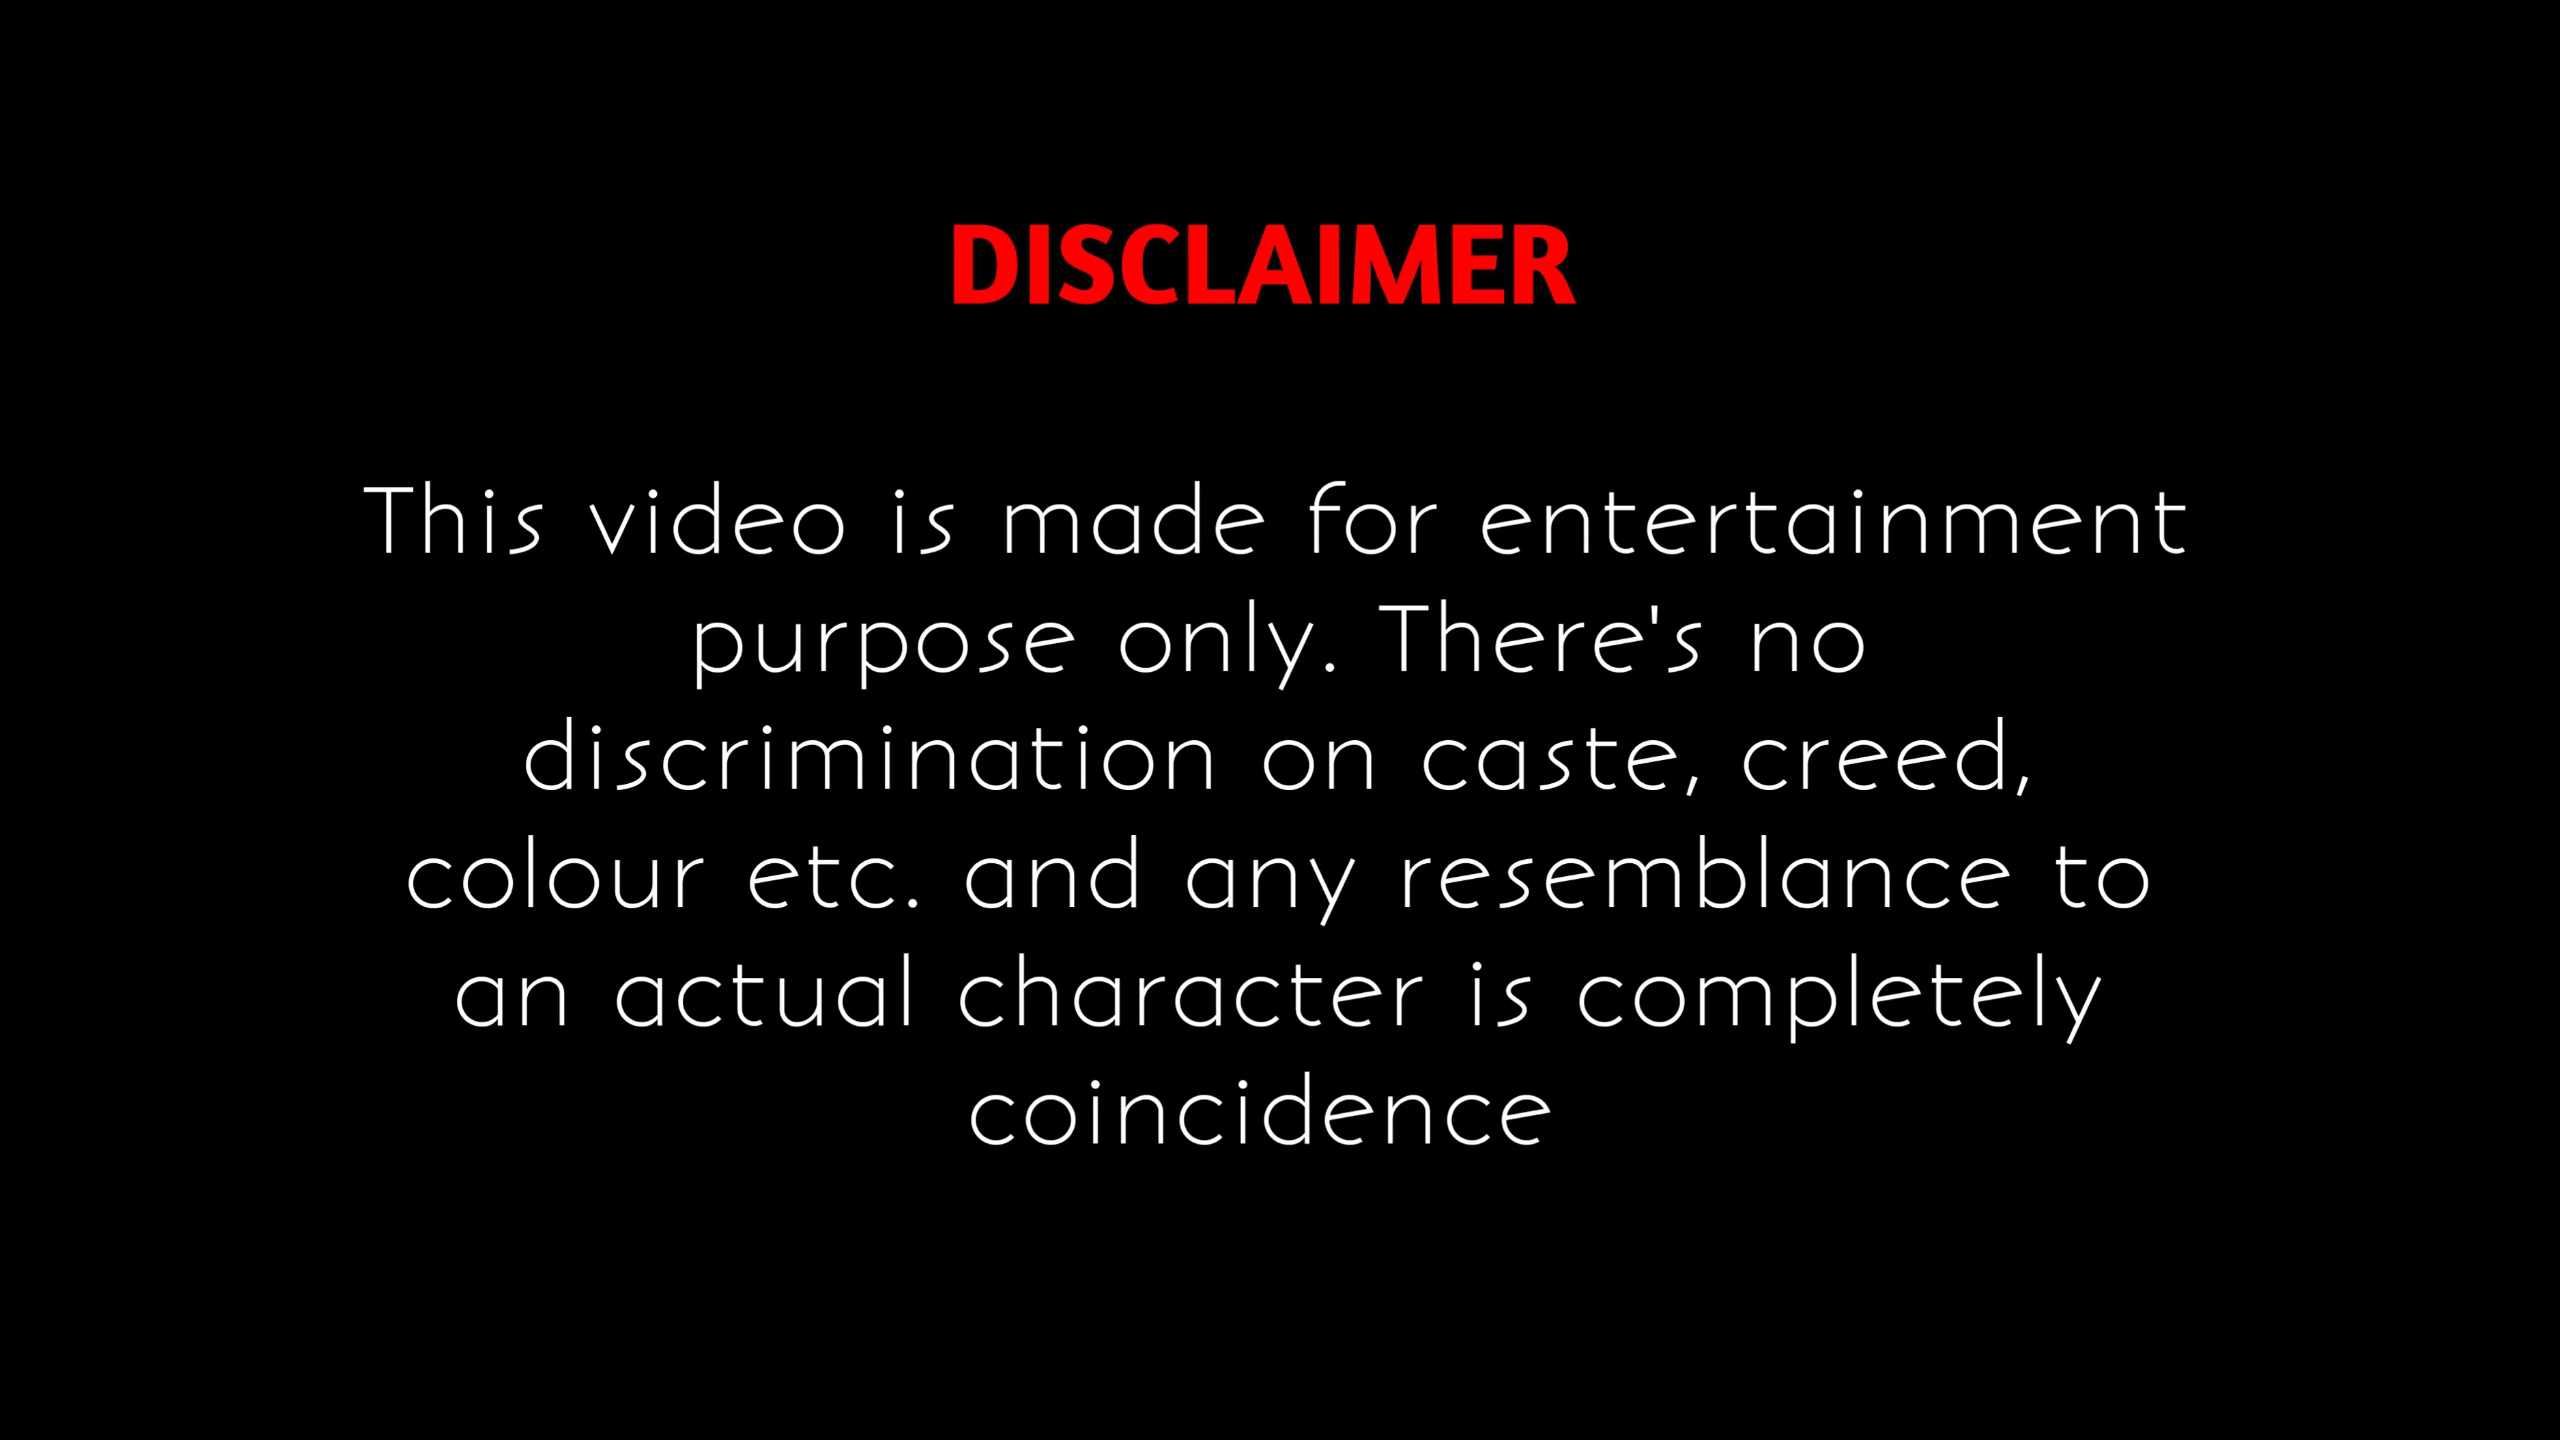 DISCLAIMER
This video is made for entertainment
purpose only. There's no
discrimination on caste, creed,
colour etc. and any resemblance to
an actual character is completely
coincidence